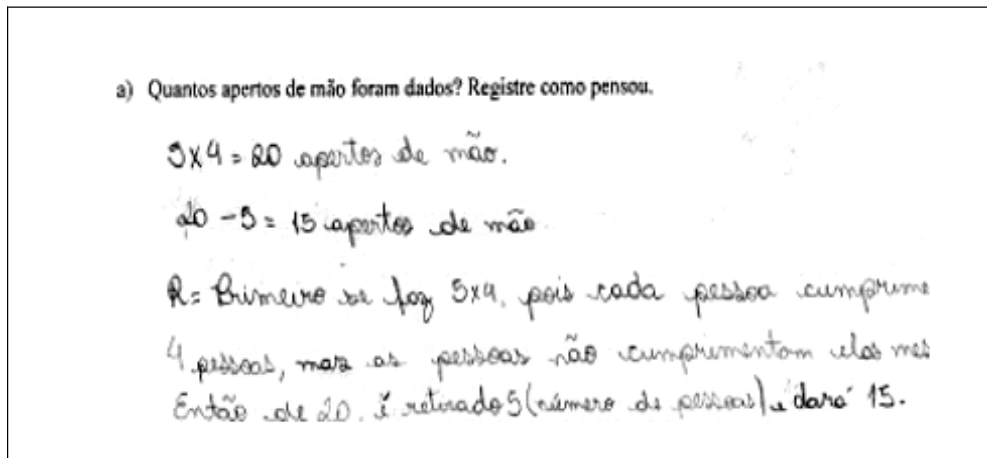 a) Quantos apertos de mão foram dados? Registre como pensou.
5x4 = 20 apertos de mão.
20 - 5 = 15 apertos de mão
R= Primeiro se faz 5x4, pois cada pessoa cumprime
4 pessoas, mas as pessoas não cumprimentam elas mes
Então de 20. é retirado 5 (número de pessoas) e dará 15.